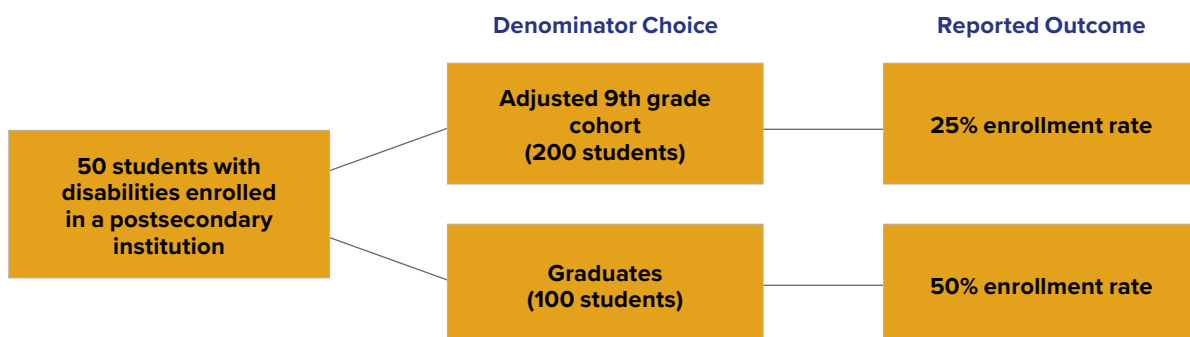 Denominator Choice
Reported Outcome
50 students with
disabilities enrolled
in a postsecondary
institution
Adjusted 9th grade
cohort
(200 students)
25% enrollment rate
Graduates
(100 students)
50% enrollment rate